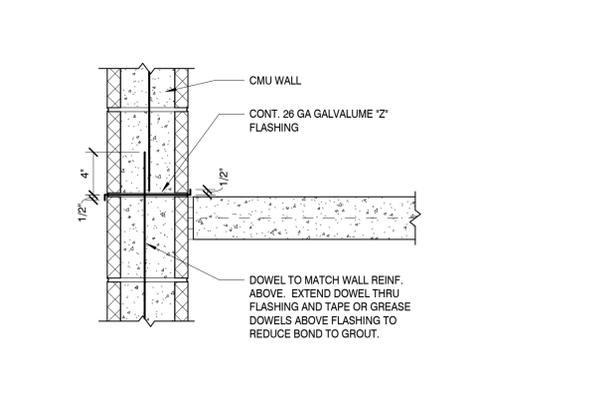 CMU WALL
CONT. 26 GA GALVALUME "Z"
FLASHING
4"
1/2"
1/2"
DOWEL TO MATCH WALL REINF.
ABOVE. EXTEND DOWEL THRU
FLASHING AND TAPE OR GREASE
DOWELS ABOVE FLASHING TO
REDUCE BOND TO GROUT.